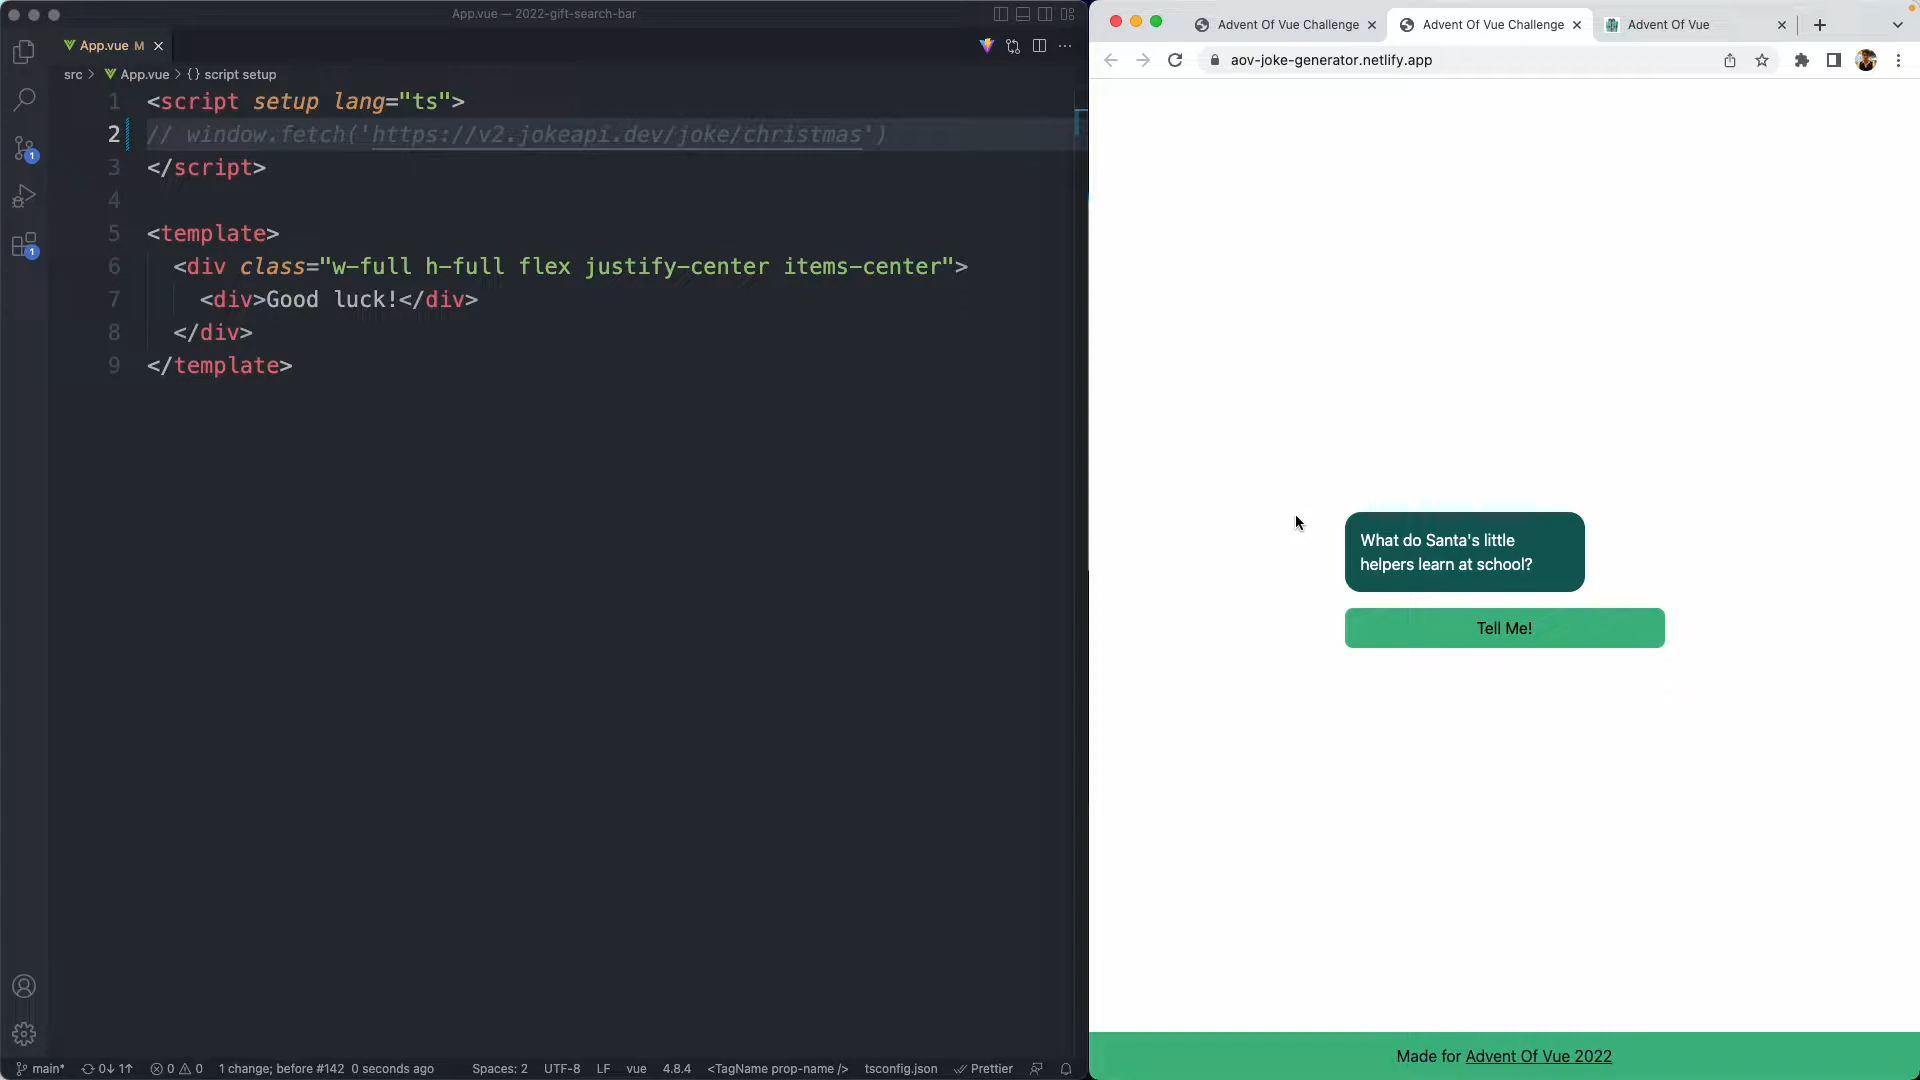 App.vue — 2022-gift-search-bar
App.vue M
src > App.vue > {} script setup
1 <script setup lang="ts">
2 // window.fetch('https://v2.jokeapi.dev/joke/christmas')
3 </script>
4
5 <template>
6 <div class="w-full h-full flex justify-center items-center">
7 <div>Good luck!</div>
8 </div>
9 </template>
1
1
main* 0↓ 1↑ 0 0 1 change; before #142 0 seconds ago Spaces: 2 UTF-8 LF vue 4.8.4 <TagName prop-name /> tsconfig.json Prettier
Advent Of Vue Challenge
Advent Of Vue Challenge
Advent Of Vue
aov-joke-generator.netlify.app
What do Santa's little
helpers learn at school?
Tell Me!
Made for Advent Of Vue 2022